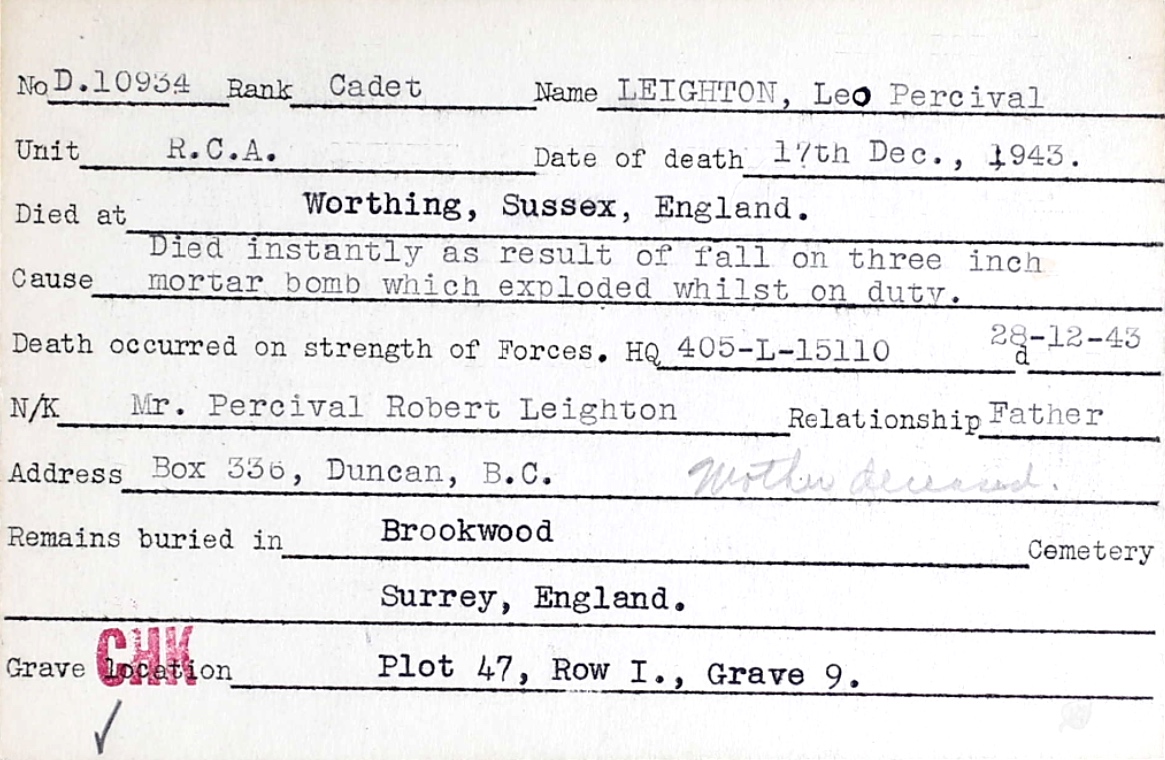 No D.10934 Rank Cadet Name LEIGHTON, Leo Percival
Unit R.C.A. Date of death 17th Dec., 1943.
Died at Worthing, Sussex, England.
Died instantly as result of fall on three inch
Cause mortar bomb which exploded whilst on duty.
Death occurred on strength of Forces. HQ 405-L-15110 d 28-12-43
N/K Mr. Percival Robert Leighton Relationship Father
Address Box 336, Duncan, B.C. Mother deceased.
Remains buried in Brookwood Cemetery
Surrey, England.
CHK
Grave location Plot 47, Row I., Grave 9.